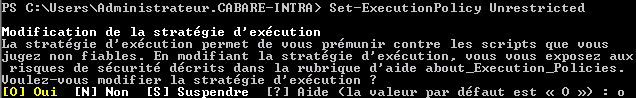 PS C:\Users\Administrateur.CABARE-INTRA> Set-ExecutionPolicy Unrestricted
Modification de la stratégie d'exécution
La stratégie d'exécution permet de vous prémunir contre les scripts que vous
jugez non fiables. En modifiant la stratégie d'exécution, vous vous exposez aux
risques de sécurité décrits dans la rubrique d'aide about_Execution_Policies.
Voulez-vous modifier la stratégie d'exécution ?
[O] Oui  [N] Non  [S] Suspendre  [?] Aide (la valeur par défaut est « O ») : o